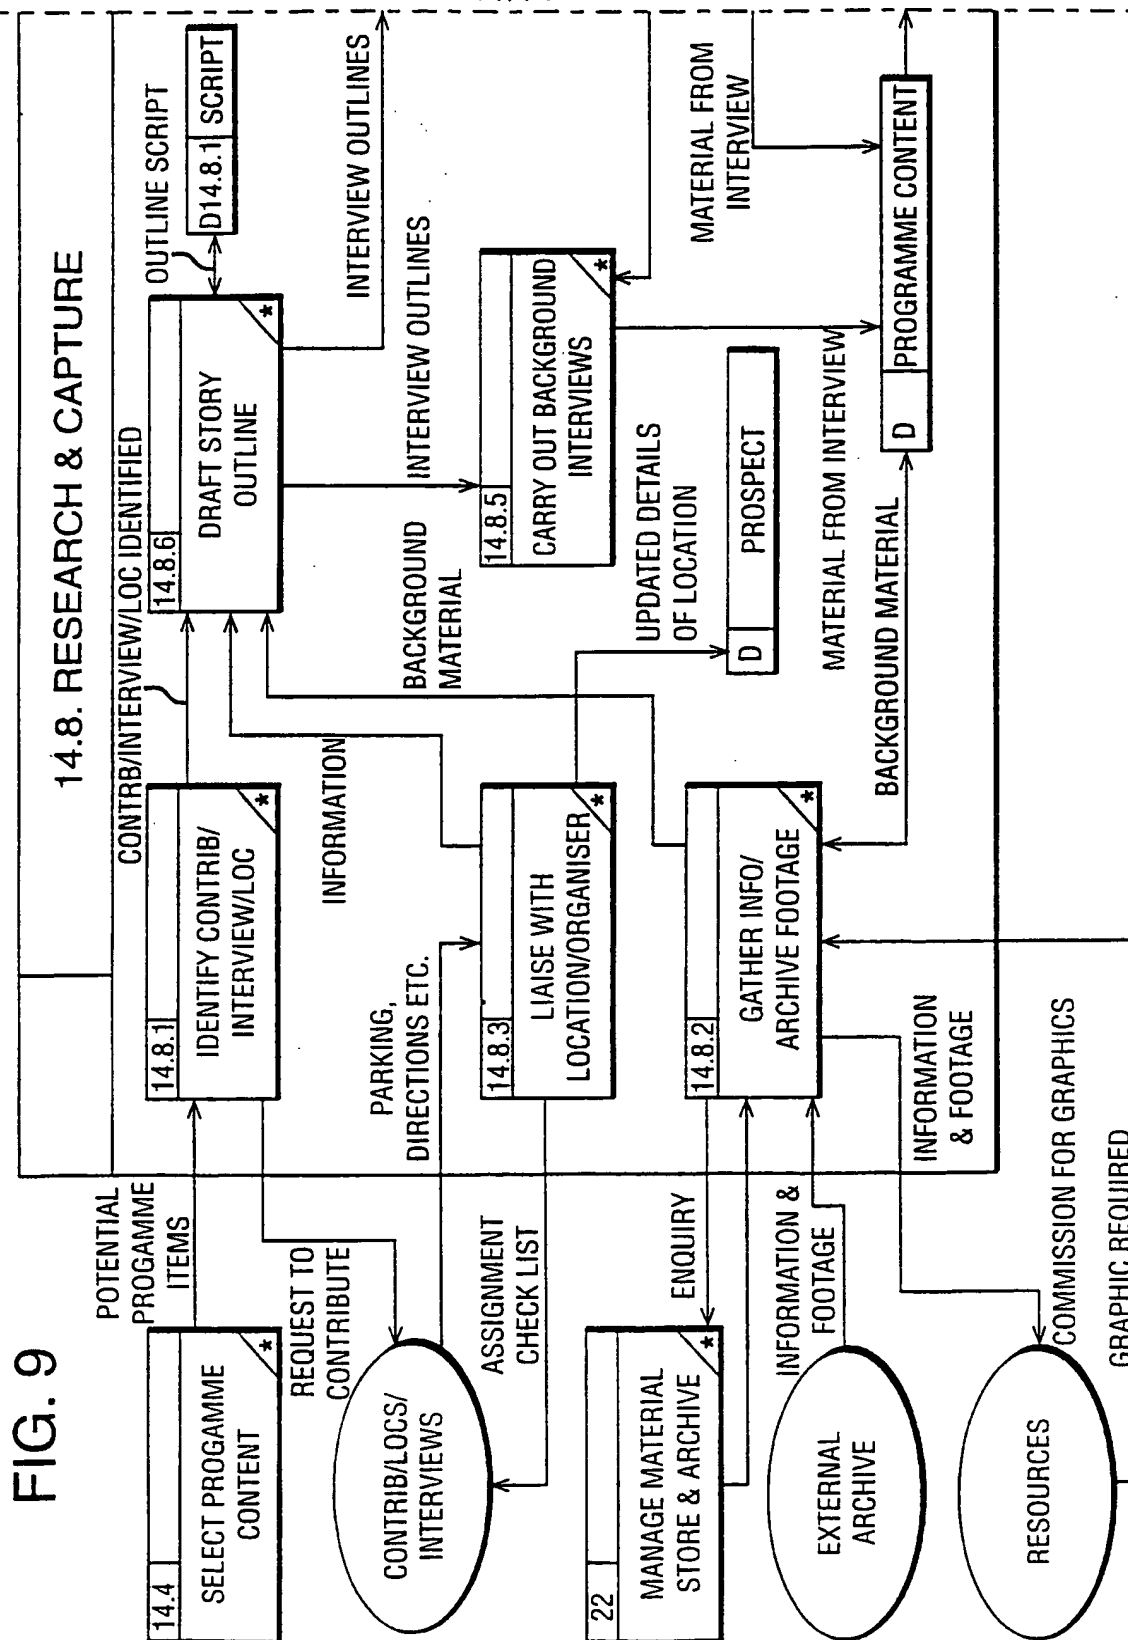 FIG. 9
14.8. RESEARCH & CAPTURE
14.4
SELECT PROGAMME
CONTENT
POTENTIAL
PROGAMME
ITEMS
14.8.1
IDENTIFY CONTRIB/
INTERVIEW/LOC
CONTRB/INTERVIEW/LOC IDENTIFIED
14.8.6
DRAFT STORY
OUTLINE
OUTLINE SCRIPT
D14.8.1 SCRIPT
REQUEST TO
CONTRIBUTE
INFORMATION
INTERVIEW OUTLINES
CONTRIB/LOCS/
INTERVIEWS
PARKING,
DIRECTIONS ETC.
BACKGROUND
MATERIAL
INTERVIEW OUTLINES
ASSIGNMENT
CHECK LIST
14.8.3
LIAISE WITH
LOCATION/ORGANISER
14.8.5
CARRY OUT BACKGROUND
INTERVIEWS
22
MANAGE MATERIAL
STORE & ARCHIVE
ENQUIRY
UPDATED DETAILS
OF LOCATION
MATERIAL FROM
INTERVIEW
14.8.2
GATHER INFO/
ARCHIVE FOOTAGE
D PROSPECT
INFORMATION &
FOOTAGE
EXTERNAL
ARCHIVE
MATERIAL FROM INTERVIEW
BACKGROUND MATERIAL
D PROGRAMME CONTENT
INFORMATION
& FOOTAGE
RESOURCES
COMMISSION FOR GRAPHICS
GRAPHIC REQUIRED